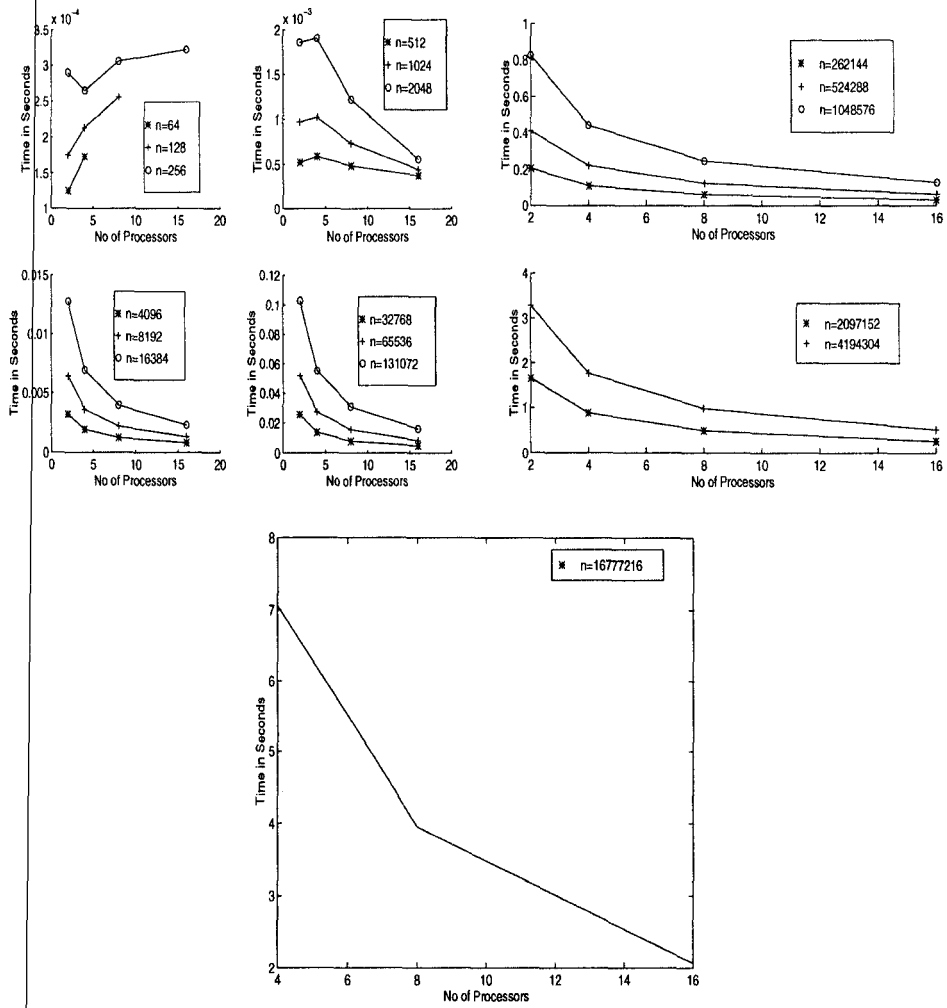 x 10⁻⁴
3.5
3
2.5
2
1.5
1
0 5 10 15 20
Time in Seconds
No of Processors
n=64
n=128
n=256
x 10⁻³
2
1.5
1
0.5
0
0 5 10 15 20
Time in Seconds
No of Processors
n=512
n=1024
n=2048
1
0.8
0.6
0.4
0.2
0
2 4 6 8 10 12 14 16
Time in Seconds
No of Processors
n=262144
n=524288
n=1048576
0.015
0.01
0.005
0
0 5 10 15 20
Time in Seconds
No of Processors
n=4096
n=8192
n=16384
0.12
0.1
0.08
0.06
0.04
0.02
0
0 5 10 15 20
Time in Seconds
No of Processors
n=32768
n=65536
n=131072
4
3
2
1
0
2 4 6 8 10 12 14 16
Time in Seconds
No of Processors
n=2097152
n=4194304
8
7
6
5
4
3
2
4 6 8 10 12 14 16
Time in Seconds
No of Processors
n=16777216